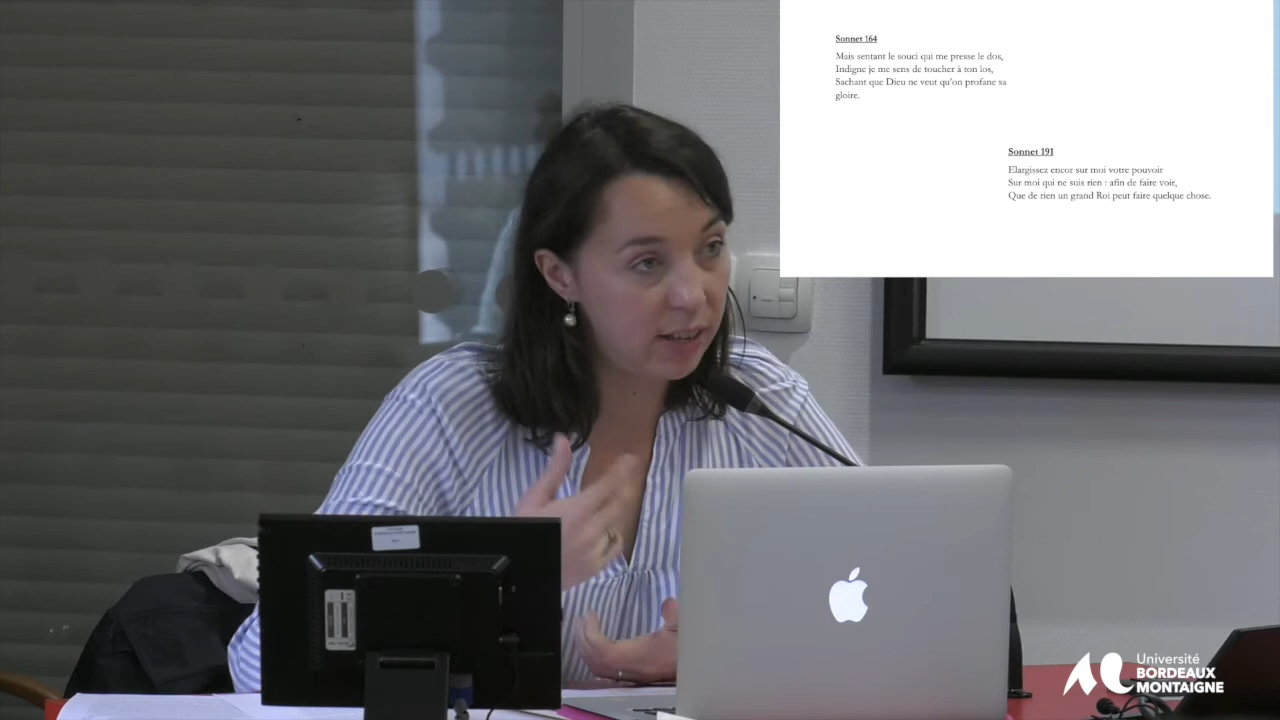 Sonnet 164
Mais sentant le souci qui me presse le dos,
Indigne je me sens de toucher à ton los,
Sachant que Dieu ne veut qu'on profane sa
gloire.
Sonnet 191
Elargissez encor sur moi votre pouvoir
Sur moi qui ne suis rien : afin de faire voir,
Que de rien un grand Roi peut faire quelque chose.
Université
BORDEAUX
MONTAIGNE